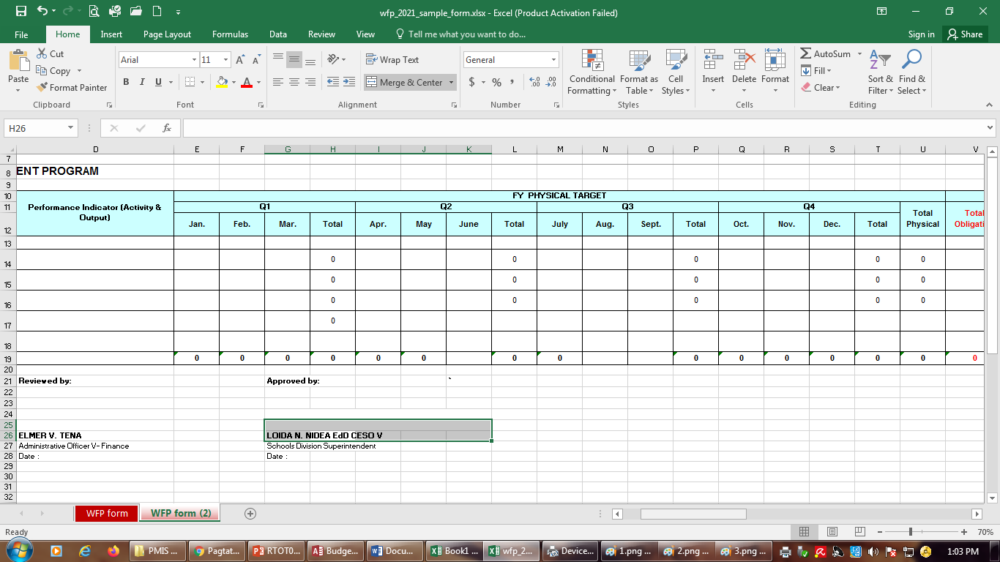 wfp_2021_sample_form.xlsx - Excel (Product Activation Failed)
File Home Insert Page Layout Formulas Data Review View Tell me what you want to do... Sign in Share
Paste Cut Copy Format Painter Clipboard
Arial 11 A A B I U A Font
Wrap Text Merge & Center Alignment
General $ % , .0 .00 .00 .0 Number
Conditional Formatting Format as Table Cell Styles Styles
Insert Delete Format Cells
AutoSum Fill Clear Sort & Filter Find & Select Editing
H26 fx
D E F G H I J K L M N O P Q R S T U V
7
8 ENT PROGRAM
9
10 FY PHYSICAL TARGET
11 Performance Indicator (Activity & Output) Q1 Q2 Q3 Q4 Total Physical Total Obligati
12 Jan. Feb. Mar. Total Apr. May June Total July Aug. Sept. Total Oct. Nov. Dec. Total
13
14 0 0 0 0 0
15 0 0 0 0 0
16 0 0 0 0 0
17 0
18
19 0 0 0 0 0 0 0 0 0 0 0 0 0 0 0
20
21 Reviewed by: Approved by: `
22
23
24
25
26 ELMER V. TENA LOIDA N. NIDEA EdD CESO V
27 Administrative Officer V- Finance Schools Division Superintendent
28 Date : Date :
29
30
31
32
WFP form WFP form (2)
Ready 70%
PMIS ... Pagtat... RTOT0... Budge... Docu... Book1 ... wfp_2... Device... 1.png ... 2.png ... 3.png ... 1:03 PM